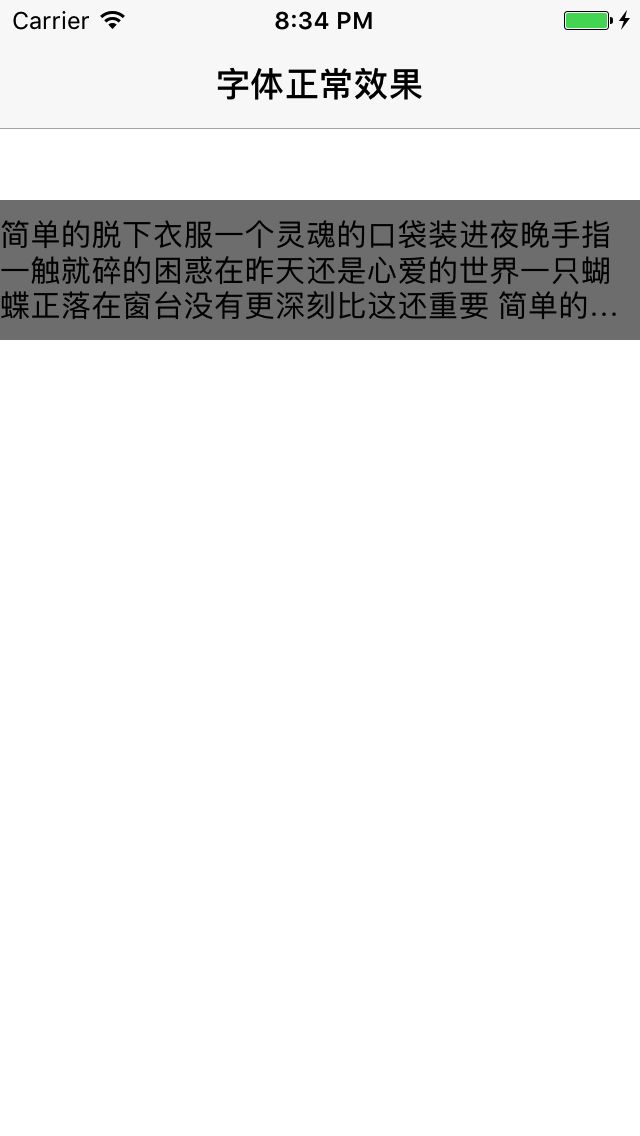 Carrier 8:34 PM
字体正常效果
简单的脱下衣服一个灵魂的口袋装进夜晚手指
一触就碎的困惑在昨天还是心爱的世界一只蝴
蝶正落在窗台没有更深刻比这还重要 简单的...